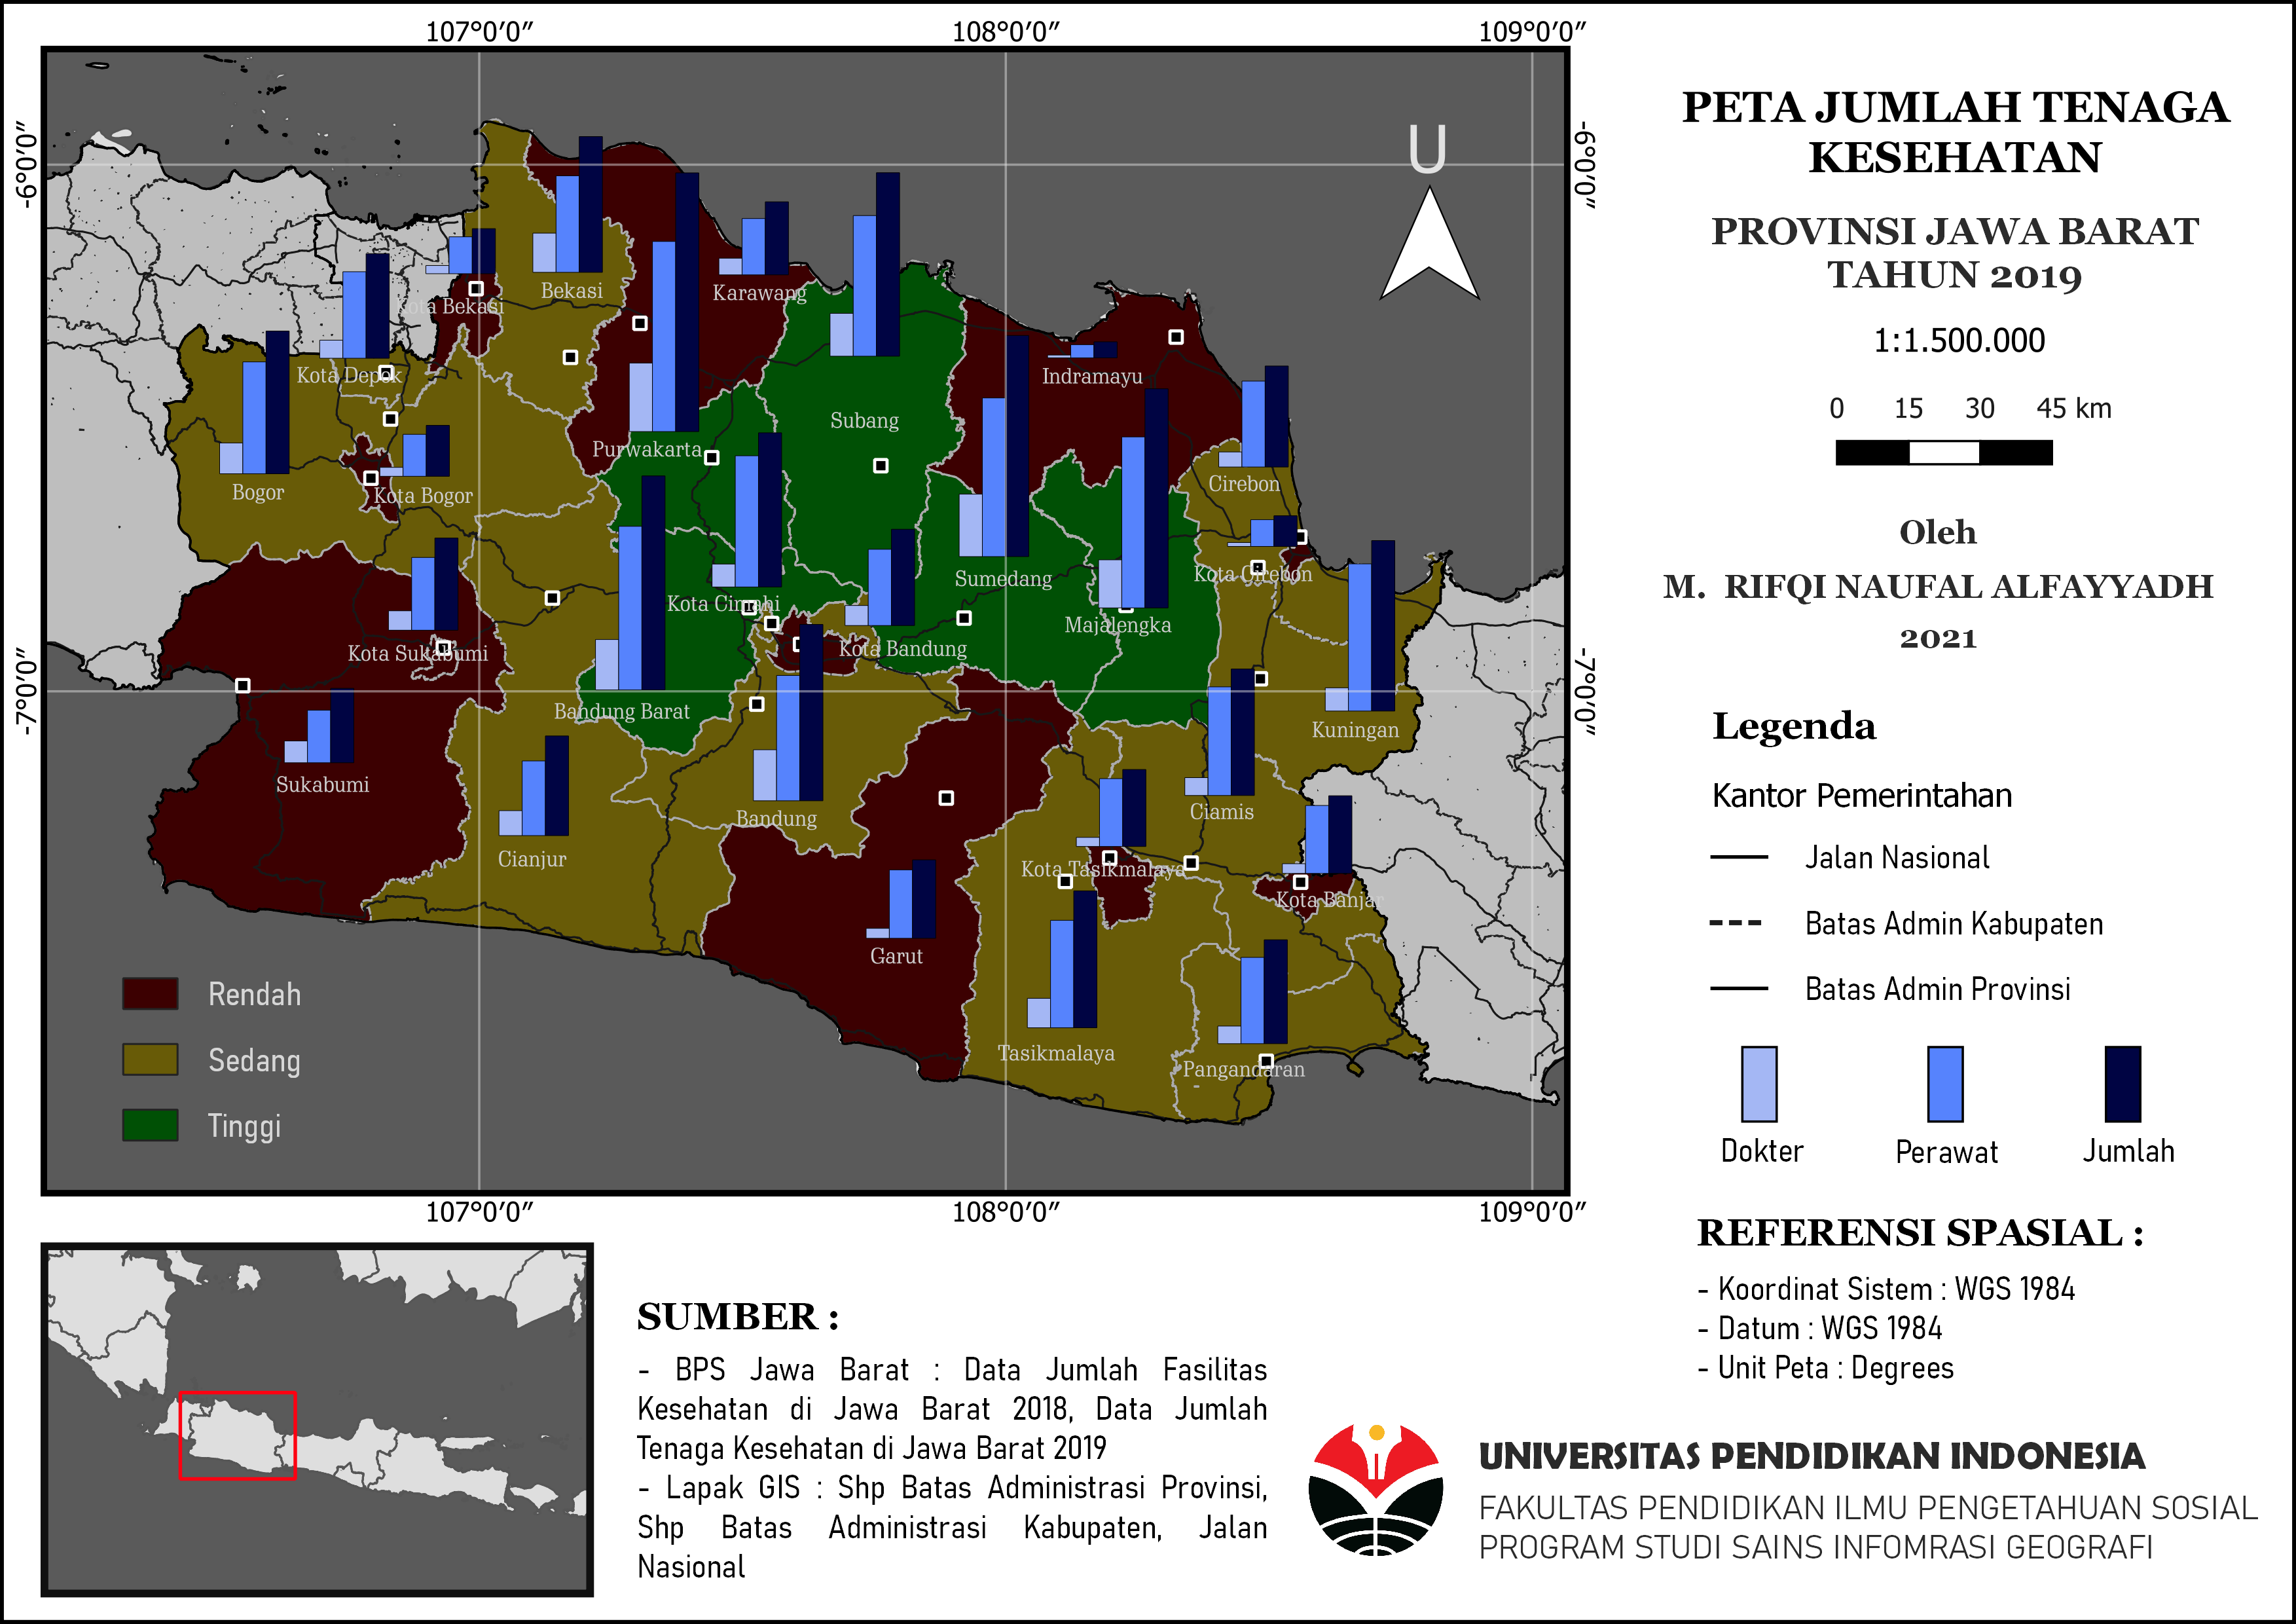 107°0′0″ 108°0′0″ 109°0′0″
-6°0′0″
-7°0′0″
-6°0′0″
-7°0′0″
U
Kota Bekasi
Bekasi
Karawang
Kota Depok
Indramayu
Subang
Purwakarta
Cirebon
Bogor
Kota Bogor
Kota Cirebon
Sumedang
Kota Cimahi
Majalengka
Kota Sukabumi
Kota Bandung
Bandung Barat
Kuningan
Sukabumi
Bandung
Ciamis
Cianjur
Kota Tasikmalaya
Kota Banjar
Garut
Tasikmalaya
Pangandaran
Rendah
Sedang
Tinggi
107°0′0″ 108°0′0″ 109°0′0″
PETA JUMLAH TENAGA
KESEHATAN
PROVINSI JAWA BARAT
TAHUN 2019
1:1.500.000
0 15 30 45 km
Oleh
M. RIFQI NAUFAL ALFAYYADH
2021
Legenda
Kantor Pemerintahan
Jalan Nasional
Batas Admin Kabupaten
Batas Admin Provinsi
Dokter Perawat Jumlah
REFERENSI SPASIAL :
- Koordinat Sistem : WGS 1984
- Datum : WGS 1984
- Unit Peta : Degrees
SUMBER :
- BPS Jawa Barat : Data Jumlah Fasilitas
Kesehatan di Jawa Barat 2018, Data Jumlah
Tenaga Kesehatan di Jawa Barat 2019
- Lapak GIS : Shp Batas Administrasi Provinsi,
Shp Batas Administrasi Kabupaten, Jalan
Nasional
UNIVERSITAS PENDIDIKAN INDONESIA
FAKULTAS PENDIDIKAN ILMU PENGETAHUAN SOSIAL
PROGRAM STUDI SAINS INFOMRASI GEOGRAFI